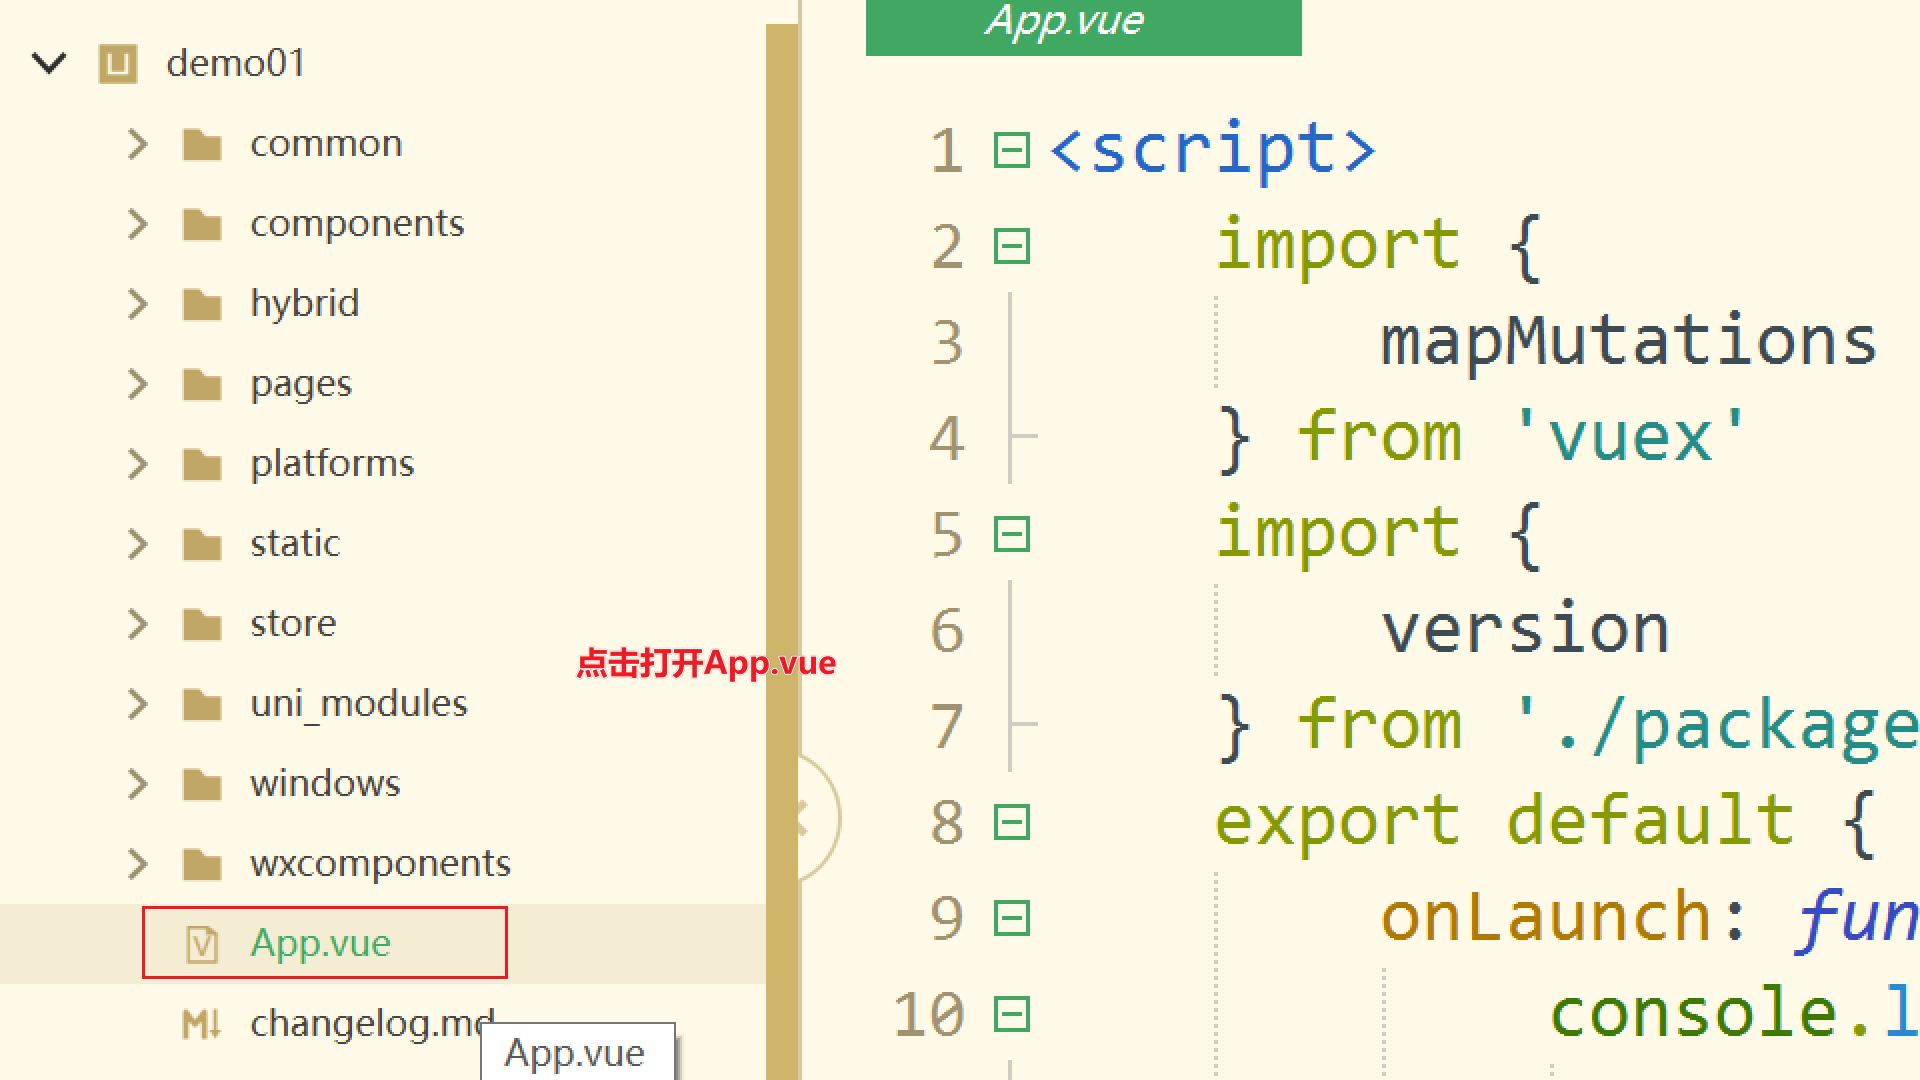 demo01
common
components
hybrid
pages
platforms
static
store
uni_modules
windows
wxcomponents
App.vue
changelog.md
App.vue
点击打开App.vue
App.vue
1 <script>
2 import {
3 mapMutations
4 } from 'vuex'
5 import {
6 version
7 } from './package
8 export default {
9 onLaunch: fun
10 console.l